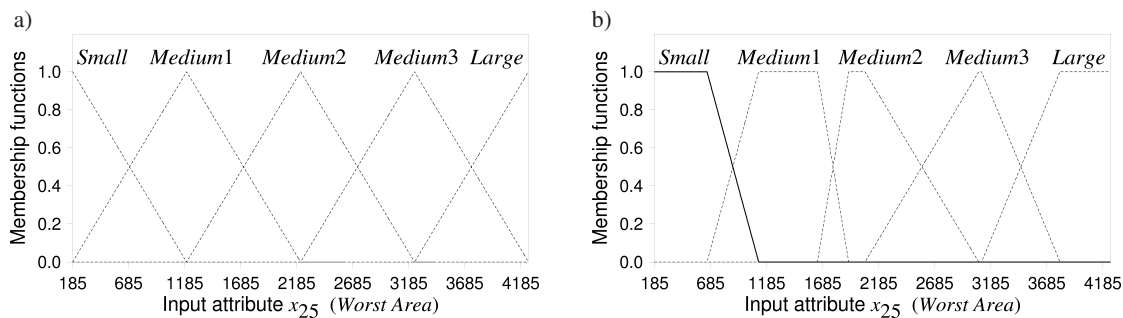 a)
Small Medium1 Medium2 Medium3 Large
1.0
0.8
0.6
0.4
0.2
0.0
Membership functions
185 685 1185 1685 2185 2685 3185 3685 4185
Input attribute x25 (Worst Area)
b)
Small Medium1 Medium2 Medium3 Large
1.0
0.8
0.6
0.4
0.2
0.0
Membership functions
185 685 1185 1685 2185 2685 3185 3685 4185
Input attribute x25 (Worst Area)